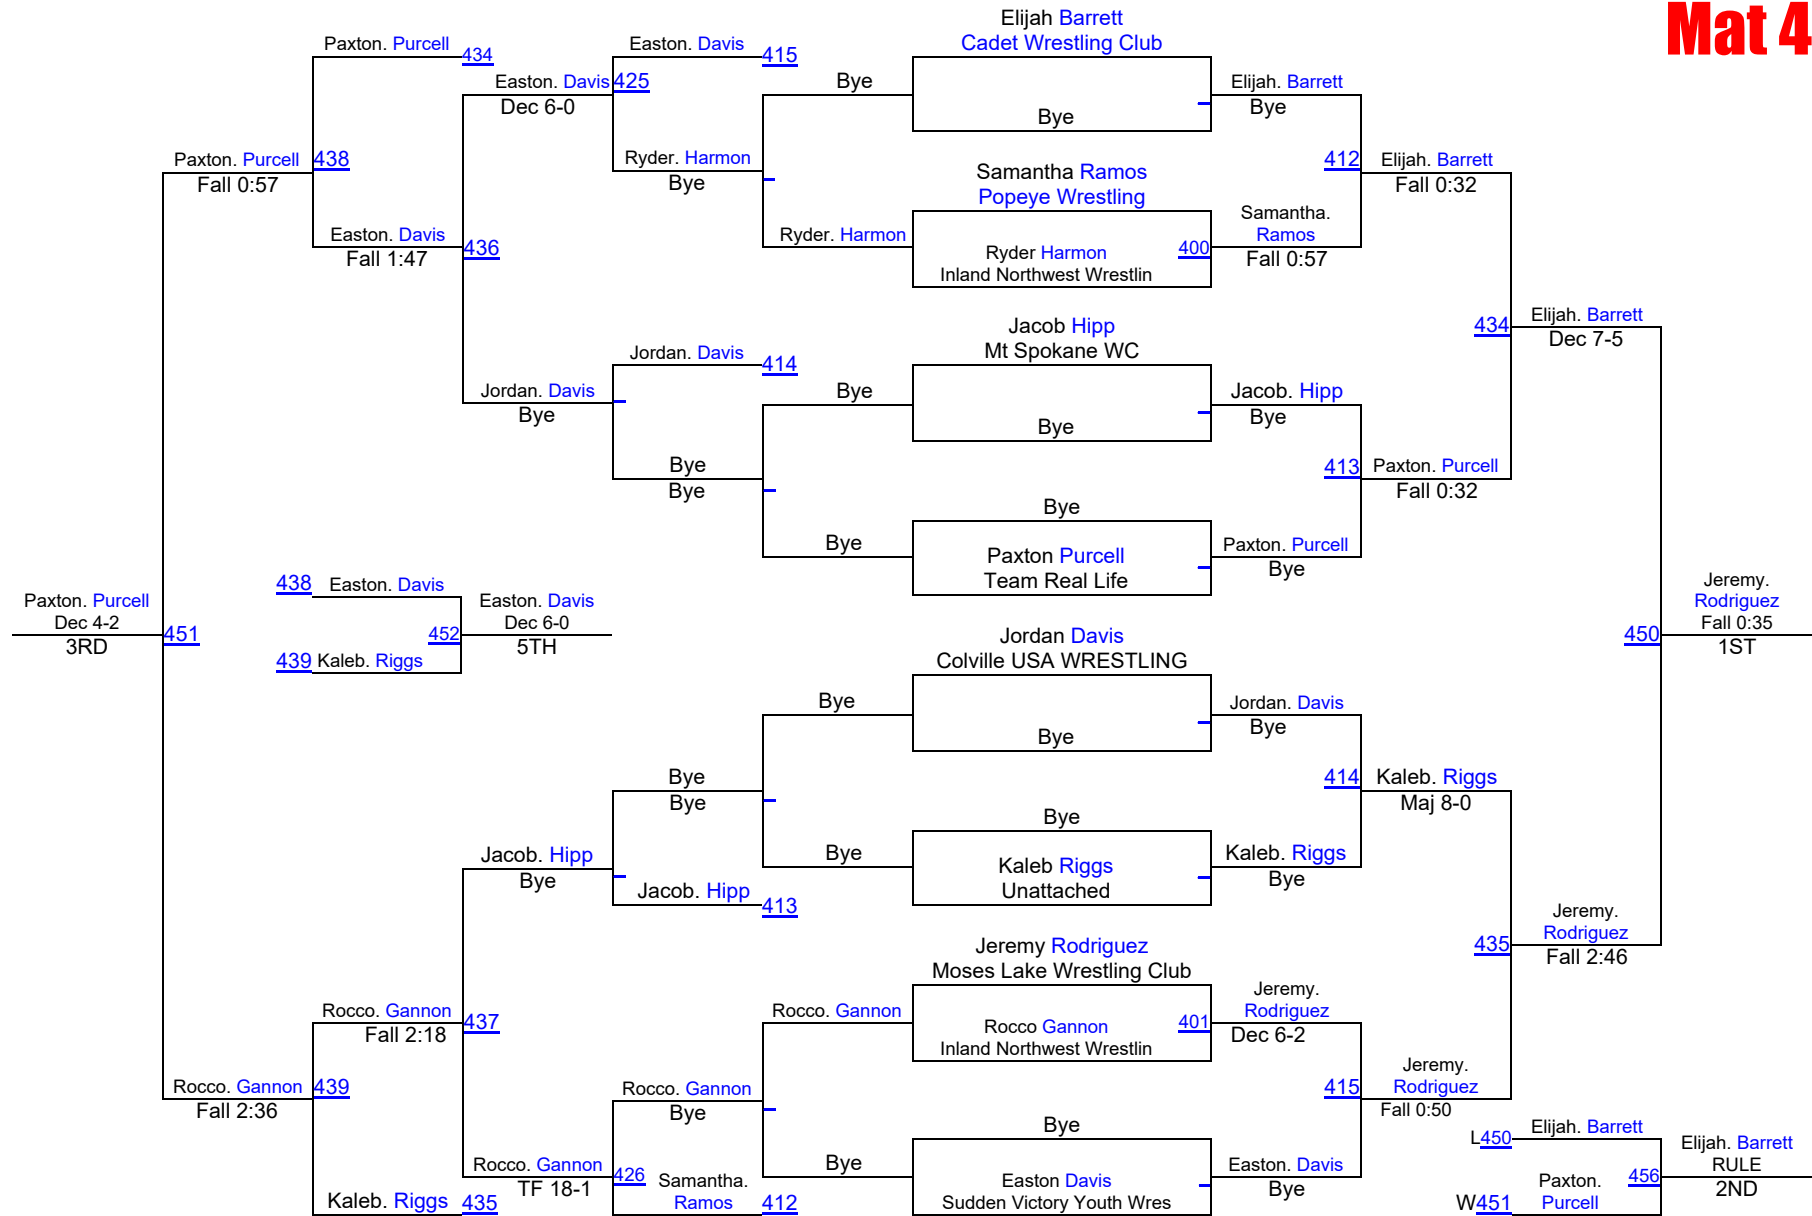 Mat 4
Elijah Barrett
Cadet Wrestling Club
Bye
Samantha Ramos
Popeye Wrestling
Ryder Harmon
Inland Northwest Wrestlin
400
Jacob Hipp
Mt Spokane WC
Bye
Bye
Paxton Purcell
Team Real Life
Jordan Davis
Colville USA WRESTLING
Bye
Bye
Kaleb Riggs
Unattached
Jeremy Rodriguez
Moses Lake Wrestling Club
Rocco Gannon
Inland Northwest Wrestlin
401
Bye
Easton Davis
Sudden Victory Youth Wres
Elijah. Barrett
Bye
412
Samantha.
Ramos
Fall 0:57
Jacob. Hipp
Bye
413
Paxton. Purcell
Bye
Jordan. Davis
Bye
414
Kaleb. Riggs
Bye
Jeremy.
Rodriguez
Dec 6-2
415
Easton. Davis
Bye
Elijah. Barrett
Fall 0:32
434
Paxton. Purcell
Fall 0:32
Kaleb. Riggs
Maj 8-0
435
Jeremy.
Rodriguez
Fall 0:50
Elijah. Barrett
Dec 7-5
450
Jeremy.
Rodriguez
Fall 2:46
Jeremy.
Rodriguez
Fall 0:35
1ST
L450
Elijah. Barrett
456
W451
Paxton.
Purcell
Elijah. Barrett
RULE
2ND
Bye
Ryder. Harmon
Bye
Bye
Bye
Bye
Rocco. Gannon
Bye
Easton. Davis
415
425
Ryder. Harmon
Bye
Jordan. Davis
414
Bye
Bye
Bye
Bye
Jacob. Hipp
413
Rocco. Gannon
Bye
426
Samantha.
Ramos
412
Easton. Davis
Dec 6-0
436
Jordan. Davis
Bye
Jacob. Hipp
Bye
437
Rocco. Gannon
TF 18-1
Paxton. Purcell
434
438
Easton. Davis
Fall 1:47
Rocco. Gannon
Fall 2:18
439
Kaleb. Riggs
435
Paxton. Purcell
Fall 0:57
451
Rocco. Gannon
Fall 2:36
Paxton. Purcell
Dec 4-2
3RD
438
Easton. Davis
452
439
Kaleb. Riggs
Easton. Davis
Dec 6-0
5TH